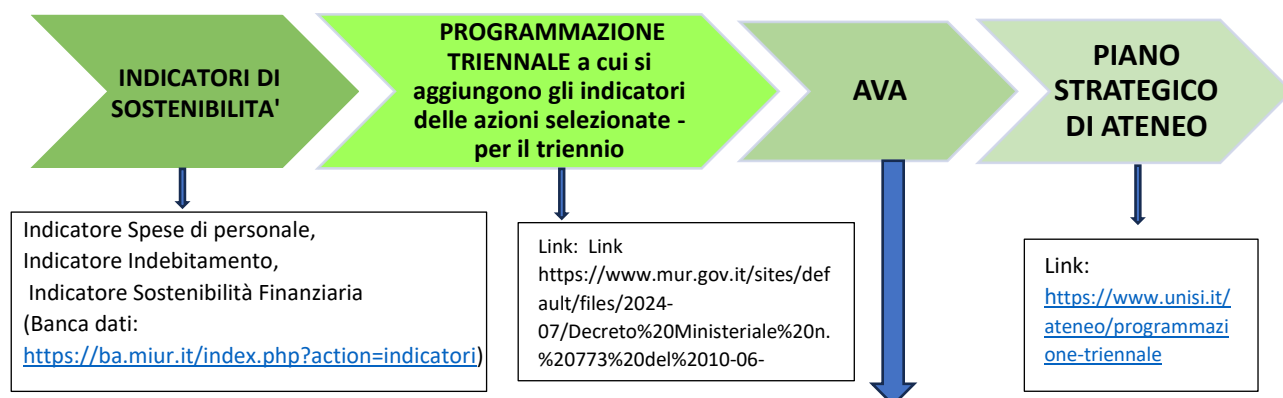 INDICATORI DI
SOSTENIBILITA'
PROGRAMMAZIONE
TRIENNALE a cui si
aggiungono gli indicatori
delle azioni selezionate -
per il triennio
AVA
PIANO
STRATEGICO
DI ATENEO
Indicatore Spese di personale,
Indicatore Indebitamento,
Indicatore Sostenibilità Finanziaria
(Banca dati:
https://ba.miur.it/index.php?action=indicatori)
Link: Link
https://www.mur.gov.it/sites/def
ault/files/2024-
07/Decreto%20Ministeriale%20n.
%20773%20del%2010-06-
Link:
https://www.unisi.it/
ateneo/programmazi
one-triennale